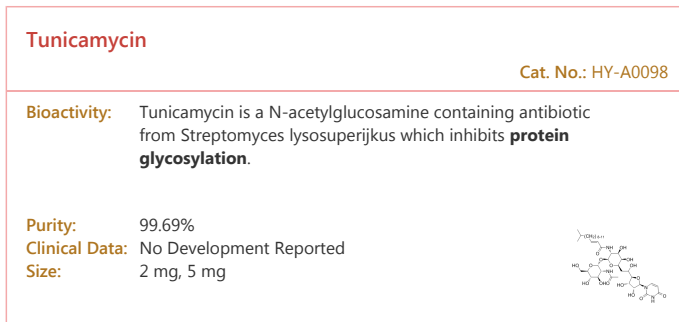 Tunicamycin
Cat. No.: HY-A0098
Bioactivity: Tunicamycin is a N-acetylglucosamine containing antibiotic
from Streptomyces lysosuperijkus which inhibits protein
glycosylation.
Purity: 99.69%
Clinical Data: No Development Reported
Size: 2 mg, 5 mg